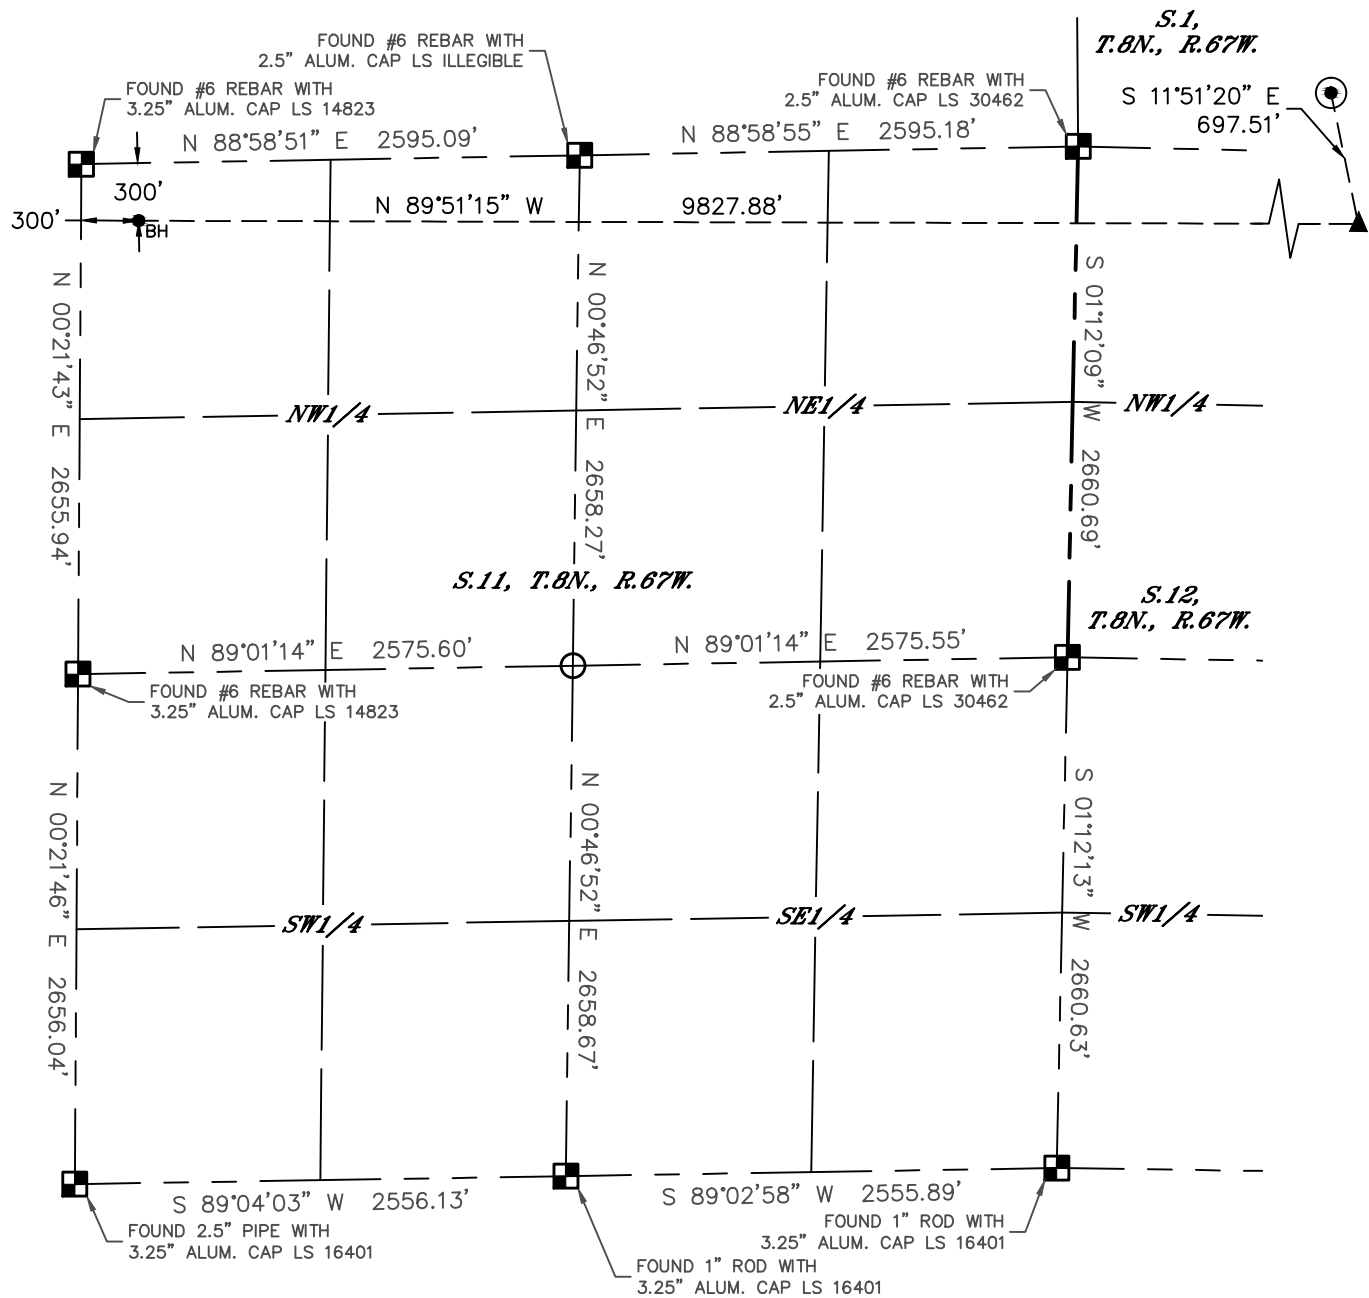 S.1,
T.8N., R.67W.
FOUND #6 REBAR WITH
2.5" ALUM. CAP LS ILLEGIBLE
FOUND #6 REBAR WITH
3.25" ALUM. CAP LS 14823
FOUND #6 REBAR WITH
2.5" ALUM. CAP LS 30462
S 11°51'20" E
697.51'
N 88°58'51" E 2595.09'
N 88°58'55" E 2595.18'
300'
300'
BH
N 89°51'15" W 9827.88'
N 00°21'43" E 2655.94'
N 00°46'52" E 2658.27'
S 01°12'09" W 2660.69'
NW1/4
NE1/4
NW1/4
S.11, T.8N., R.67W.
S.12,
T.8N., R.67W.
N 89°01'14" E 2575.60'
N 89°01'14" E 2575.55'
FOUND #6 REBAR WITH
3.25" ALUM. CAP LS 14823
FOUND #6 REBAR WITH
2.5" ALUM. CAP LS 30462
N 00°21'46" E 2656.04'
N 00°46'52" E 2658.67'
S 01°12'13" W 2660.63'
SW1/4
SE1/4
SW1/4
S 89°04'03" W 2556.13'
S 89°02'58" W 2555.89'
FOUND 2.5" PIPE WITH
3.25" ALUM. CAP LS 16401
FOUND 1" ROD WITH
3.25" ALUM. CAP LS 16401
FOUND 1" ROD WITH
3.25" ALUM. CAP LS 16401